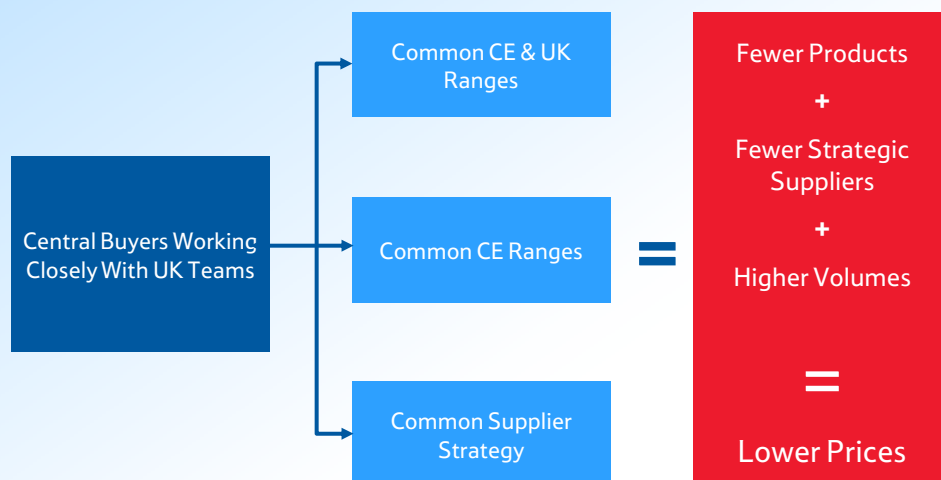 Central Buyers Working
Closely With UK Teams
Common CE & UK
Ranges
Common CE Ranges
Common Supplier
Strategy
=
Fewer Products
+
Fewer Strategic
Suppliers
+
Higher Volumes
=
Lower Prices